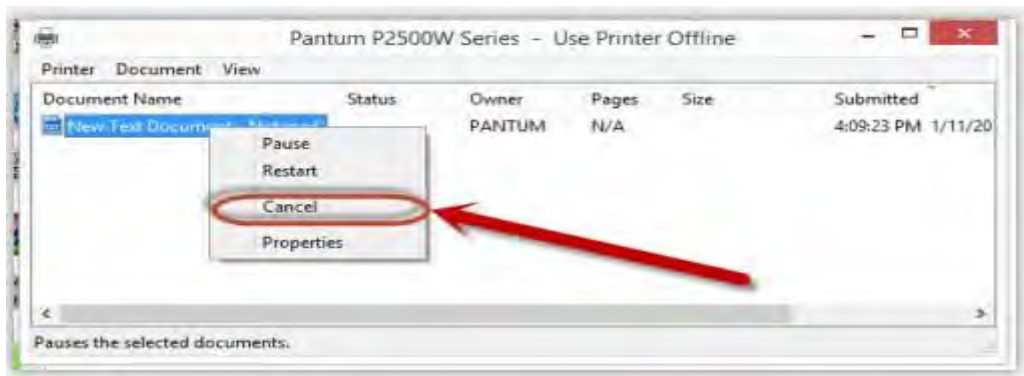 Pantum P2500W Series - Use Printer Offline
Printer Document View
Document Name Status Owner Pages Size Submitted
New Text Document - Notepad PANTUM N/A 4:09:23 PM 1/11/20
Pause
Restart
Cancel
Properties
Pauses the selected documents.